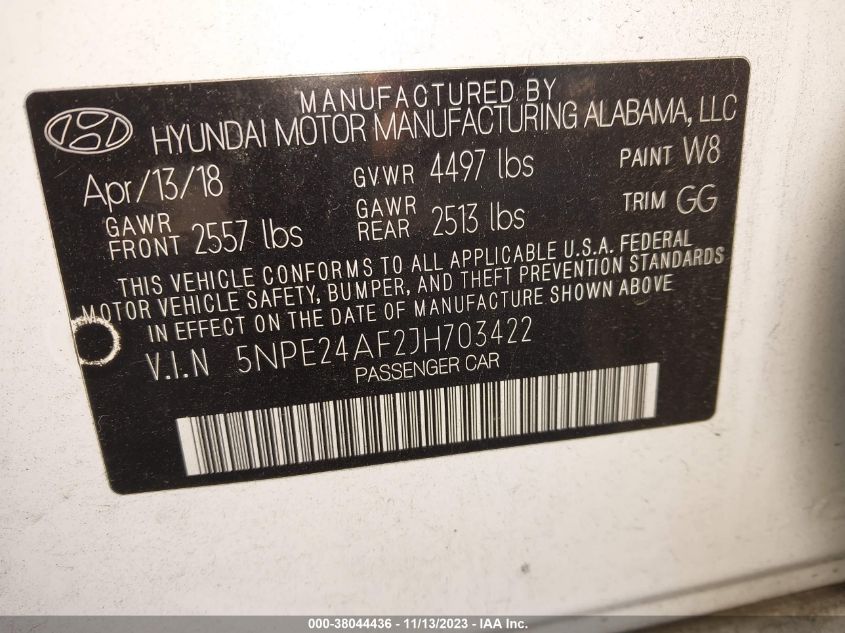 MANUFACTURED BY
HYUNDAI MOTOR MANUFACTURING ALABAMA, LLC
Apr/13/18 GVWR 4497 lbs PAINT W8
GAWR FRONT 2557 lbs GAWR REAR 2513 lbs TRIM GG
THIS VEHICLE CONFORMS TO ALL APPLICABLE U.S.A. FEDERAL
MOTOR VEHICLE SAFETY, BUMPER, AND THEFT PREVENTION STANDARDS
IN EFFECT ON THE DATE OF MANUFACTURE SHOWN ABOVE
V.I.N 5NPE24AF2JH703422
PASSENGER CAR
000-38044436 - 11/13/2023 - IAA Inc.